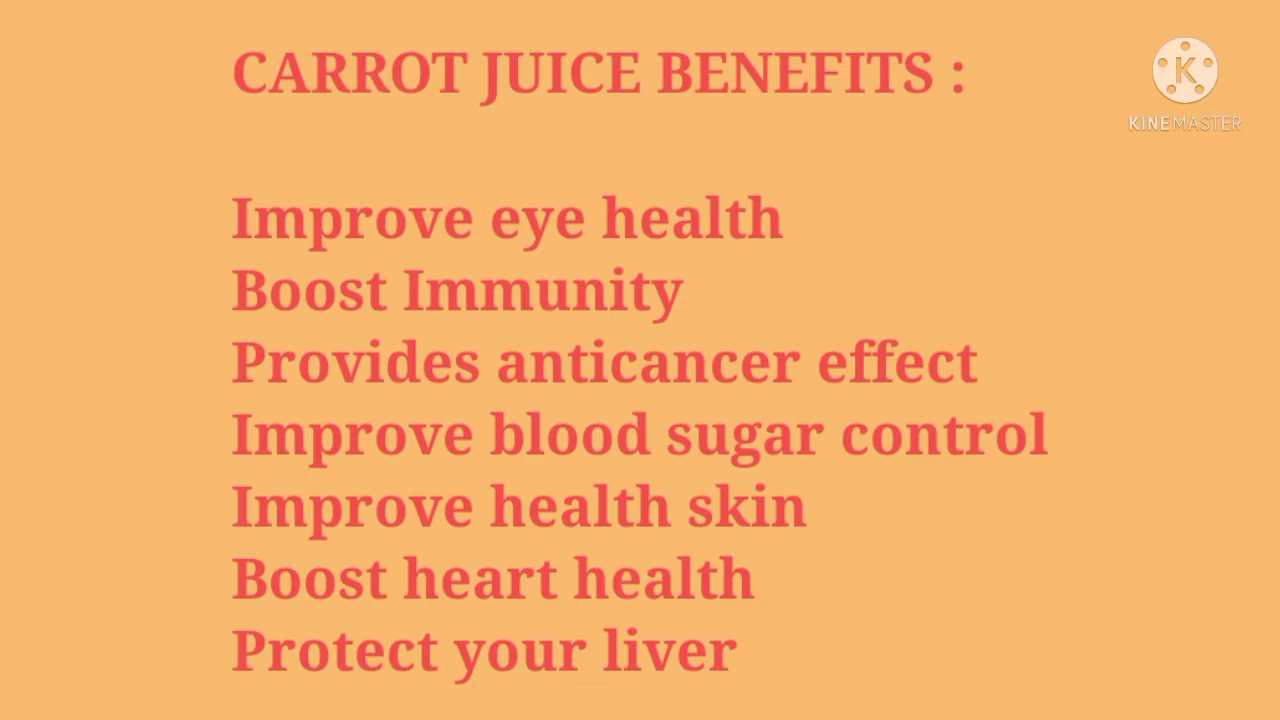 CARROT JUICE BENEFITS :
K
KINEMASTER
Improve eye health
Boost Immunity
Provides anticancer effect
Improve blood sugar control
Improve health skin
Boost heart health
Protect your liver